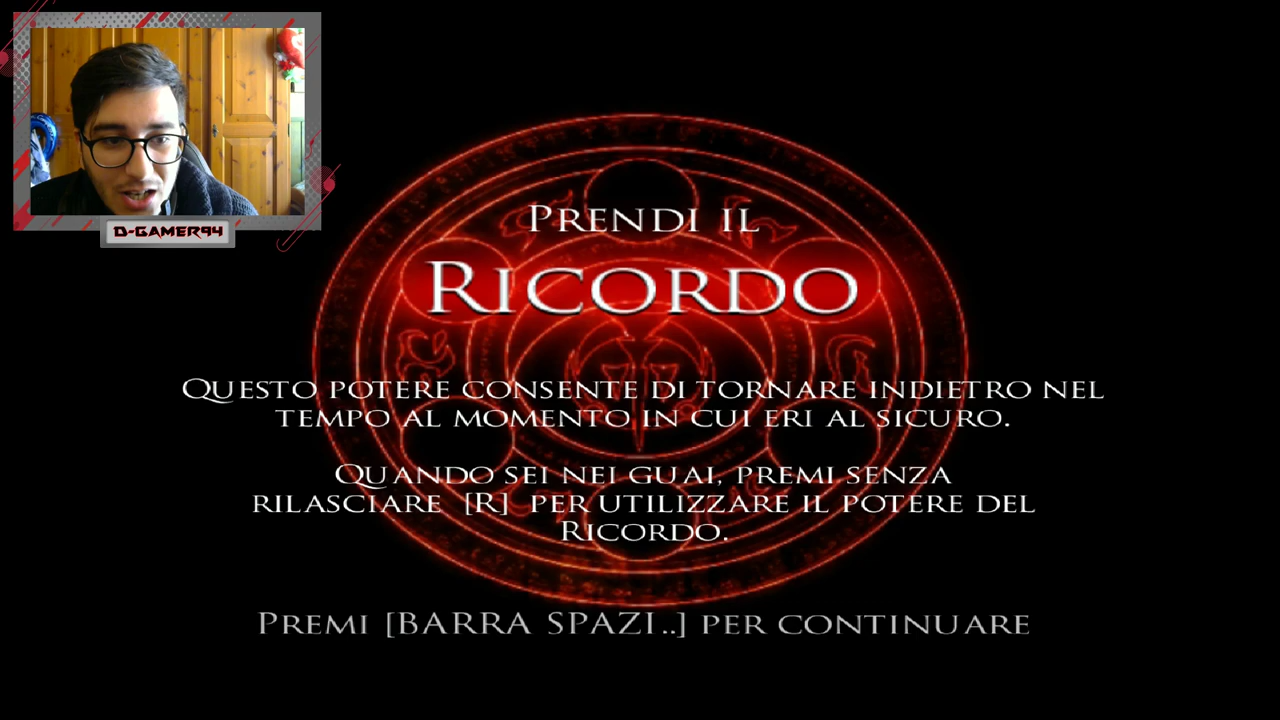 D-GAMER94
Prendi il
Ricordo
Questo potere consente di tornare indietro nel
tempo al momento in cui eri al sicuro.
Quando sei nei guai, premi senza
rilasciare [R] per utilizzare il potere del
Ricordo.
Premi [BARRA SPAZI..] per continuare